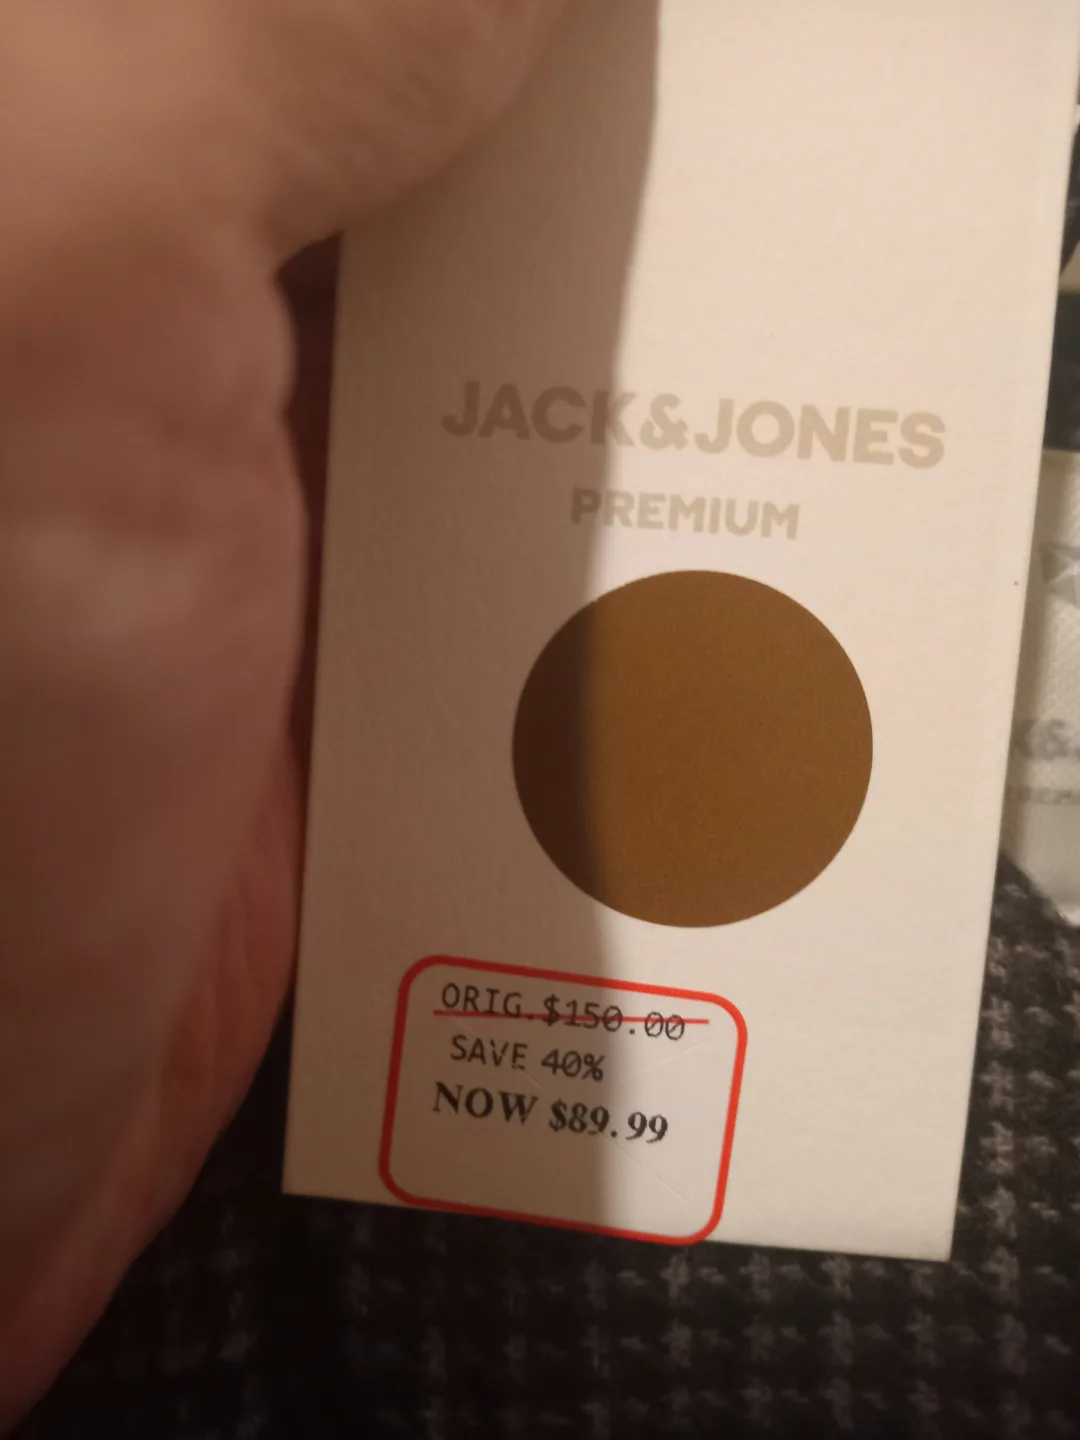 JACK&JONES
PREMIUM
ORIG.$150.00
SAVE 40%
NOW $89.99